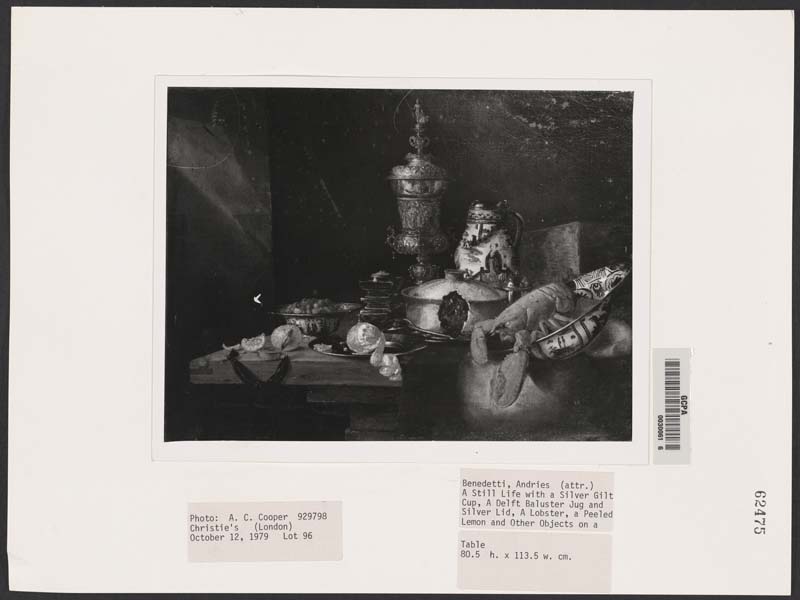 GCPA
0030061 6
Benedetti, Andries (attr.)
A Still Life with a Silver Gilt
Cup, A Delft Baluster Jug and
Silver Lid, A Lobster, a Peeled
Lemon and Other Objects on a
Table
80.5 h. x 113.5 w. cm.
Photo: A. C. Cooper 929798
Christie's (London)
October 12, 1979 Lot 96
62475